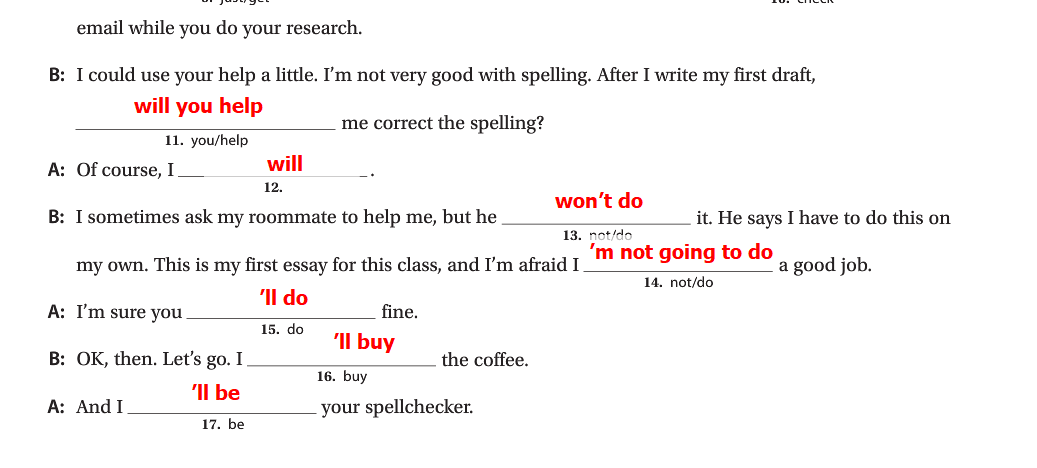 email while you do your research.
B: I could use your help a little. I’m not very good with spelling. After I write my first draft,
will you help me correct the spelling?
11. you/help
A: Of course, I will.
12.
B: I sometimes ask my roommate to help me, but he won’t do it. He says I have to do this on
13. not/do
my own. This is my first essay for this class, and I’m afraid I ’m not going to do a good job.
14. not/do
A: I’m sure you ’ll do fine.
15. do
B: OK, then. Let’s go. I ’ll buy the coffee.
16. buy
A: And I ’ll be your spellchecker.
17. be